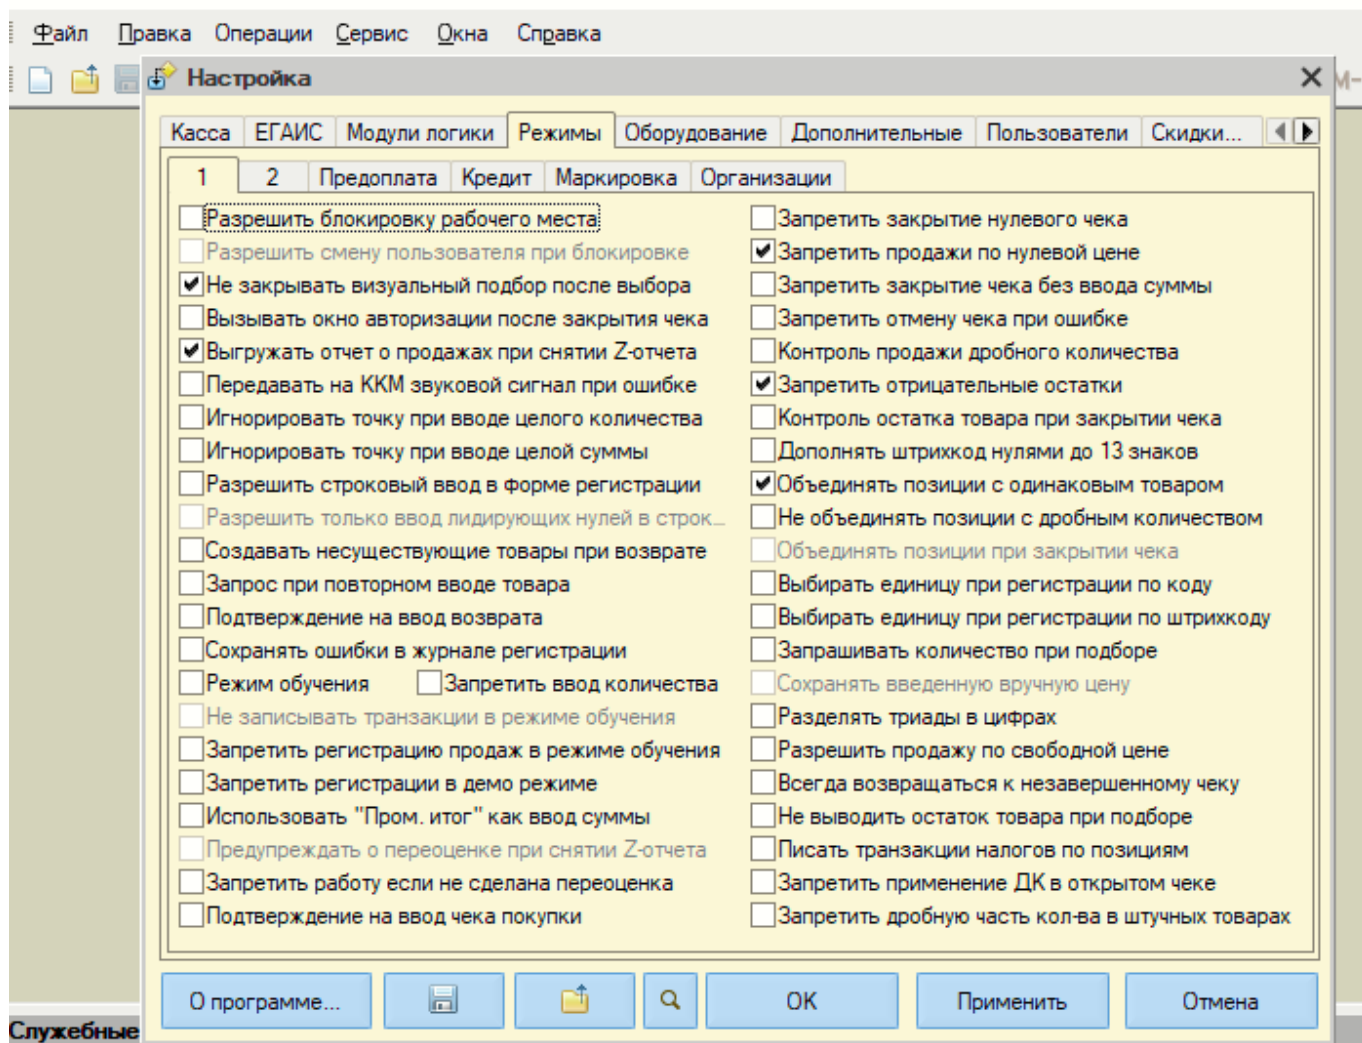 Файл Правка Операции Сервис Окна Справка
Настройка
Касса ЕГАИС Модули логики Режимы Оборудование Дополнительные Пользователи Скидки...
1 2 Предоплата Кредит Маркировка Организации
Разрешить блокировку рабочего места
Разрешить смену пользователя при блокировке
Не закрывать визуальный подбор после выбора
Вызывать окно авторизации после закрытия чека
Выгружать отчет о продажах при снятии Z-отчета
Передавать на ККМ звуковой сигнал при ошибке
Игнорировать точку при вводе целого количества
Игнорировать точку при вводе целой суммы
Разрешить строковый ввод в форме регистрации
Разрешить только ввод лидирующих нулей в строк...
Создавать несуществующие товары при возврате
Запрос при повторном вводе товара
Подтверждение на ввод возврата
Сохранять ошибки в журнале регистрации
Режим обучения Запретить ввод количества
Не записывать транзакции в режиме обучения
Запретить регистрацию продаж в режиме обучения
Запретить регистрации в демо режиме
Использовать "Пром. итог" как ввод суммы
Предупреждать о переоценке при снятии Z-отчета
Запретить работу если не сделана переоценка
Подтверждение на ввод чека покупки
Запретить закрытие нулевого чека
Запретить продажи по нулевой цене
Запретить закрытие чека без ввода суммы
Запретить отмену чека при ошибке
Контроль продажи дробного количества
Запретить отрицательные остатки
Контроль остатка товара при закрытии чека
Дополнять штрихкод нулями до 13 знаков
Объединять позиции с одинаковым товаром
Не объединять позиции с дробным количеством
Объединять позиции при закрытии чека
Выбирать единицу при регистрации по коду
Выбирать единицу при регистрации по штрихкоду
Запрашивать количество при подборе
Сохранять введенную вручную цену
Разделять триады в цифрах
Разрешить продажу по свободной цене
Всегда возвращаться к незавершенному чеку
Не выводить остаток товара при подборе
Писать транзакции налогов по позициям
Запретить применение ДК в открытом чеке
Запретить дробную часть кол-ва в штучных товарах
О программе... OK Применить Отмена
Служебные